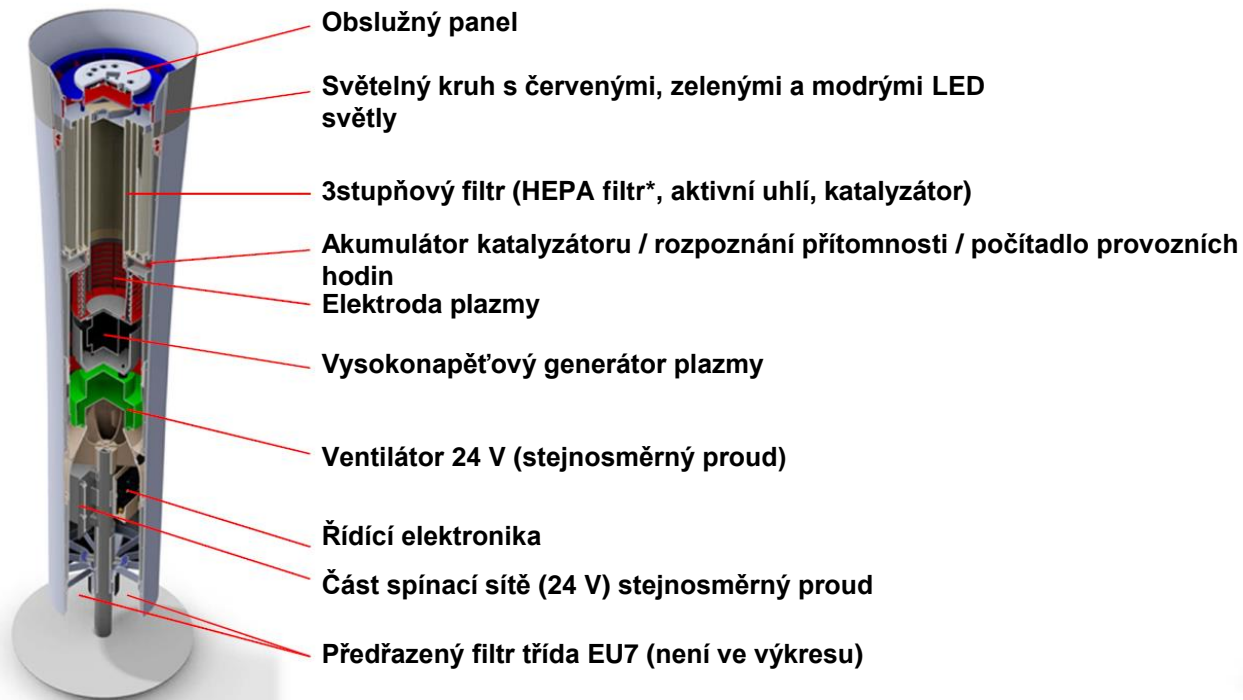 Obslužný panel
Světelný kruh s červenými, zelenými a modrými LED
světly
3stupňový filtr (HEPA filtr*, aktivní uhlí, katalyzátor)
Akumulátor katalyzátoru / rozpoznání přítomnosti / počítadlo provozních
hodin
Elektroda plazmy
Vysokonapěťový generátor plazmy
Ventilátor 24 V (stejnosměrný proud)
Řídící elektronika
Část spínací sítě (24 V) stejnosměrný proud
Předřazený filtr třída EU7 (není ve výkresu)